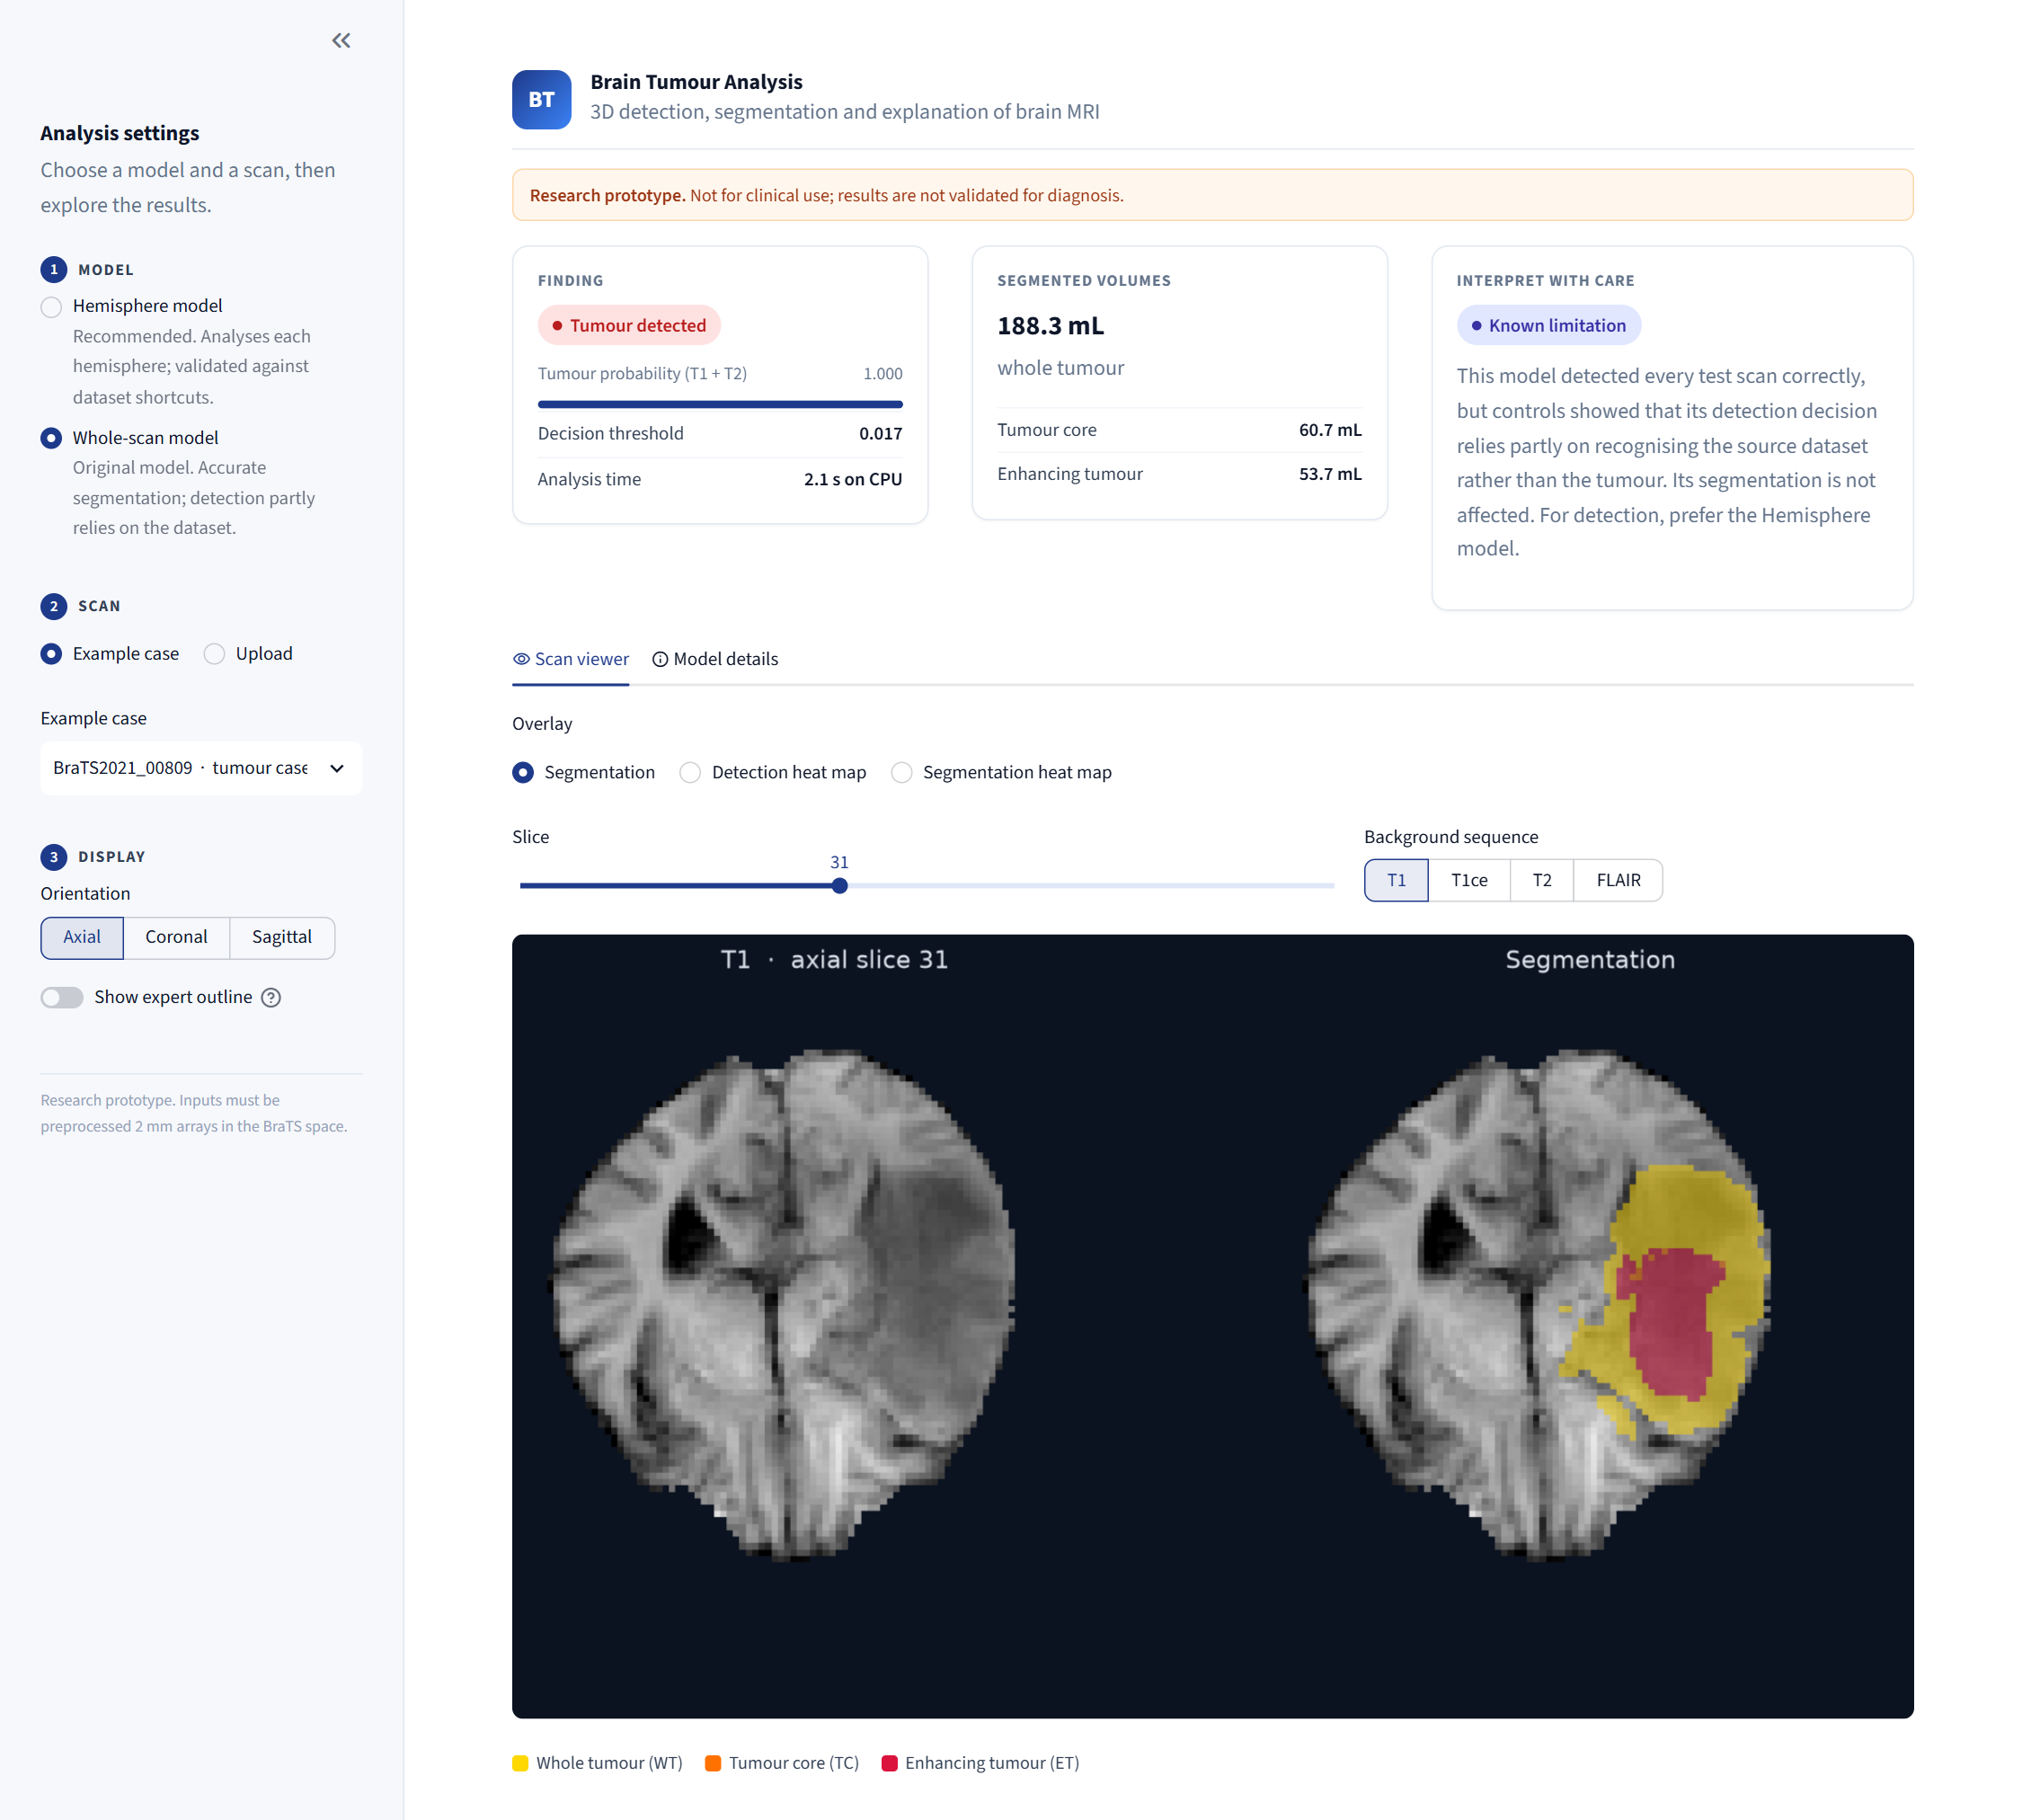 Analysis settings
Choose a model and a scan, then
explore the results.
1 MODEL
Hemisphere model
Recommended. Analyses each
hemisphere; validated against
dataset shortcuts.
Whole-scan model
Original model. Accurate
segmentation; detection partly
relies on the dataset.
2 SCAN
Example case Upload
Example case
BraTS2021_00809 · tumour case
3 DISPLAY
Orientation
Axial Coronal Sagittal
Show expert outline ?
Research prototype. Inputs must be
preprocessed 2 mm arrays in the BraTS space.
BT
Brain Tumour Analysis
3D detection, segmentation and explanation of brain MRI
Research prototype. Not for clinical use; results are not validated for diagnosis.
FINDING
Tumour detected
Tumour probability (T1 + T2) 1.000
Decision threshold 0.017
Analysis time 2.1 s on CPU
SEGMENTED VOLUMES
188.3 mL
whole tumour
Tumour core 60.7 mL
Enhancing tumour 53.7 mL
INTERPRET WITH CARE
Known limitation
This model detected every test scan correctly,
but controls showed that its detection decision
relies partly on recognising the source dataset
rather than the tumour. Its segmentation is not
affected. For detection, prefer the Hemisphere
model.
Scan viewer Model details
Overlay
Segmentation Detection heat map Segmentation heat map
Slice
31
Background sequence
T1 T1ce T2 FLAIR
T1 · axial slice 31
Segmentation
Whole tumour (WT) Tumour core (TC) Enhancing tumour (ET)